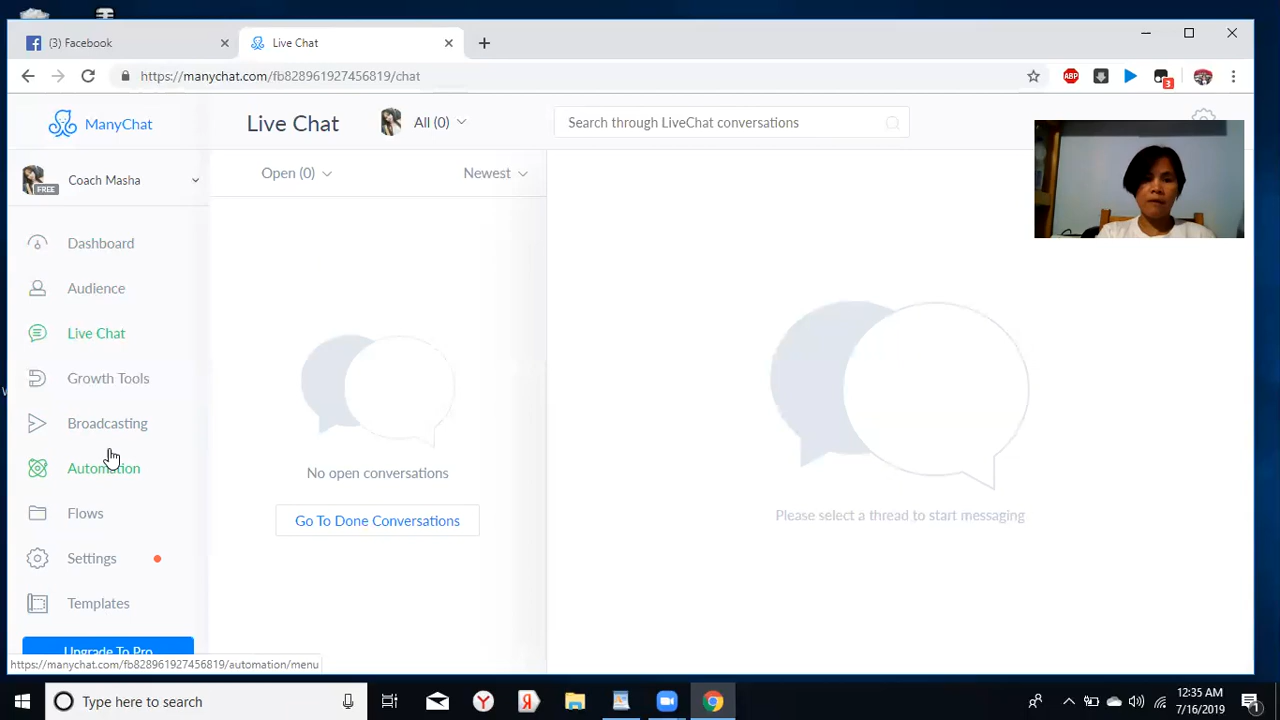 (3) Facebook
Live Chat
https://manychat.com/fb828961927456819/chat
ABP
3
ManyChat
Live Chat
All (0)
Search through LiveChat conversations
FREE
Coach Masha
Open (0)
Newest
Dashboard
Audience
Live Chat
Growth Tools
Broadcasting
Automation
Flows
Settings
Templates
Upgrade To Pro
No open conversations
Go To Done Conversations
Please select a thread to start messaging
https://manychat.com/fb828961927456819/automation/menu
Type here to search
12:35 AM
7/16/2019
1